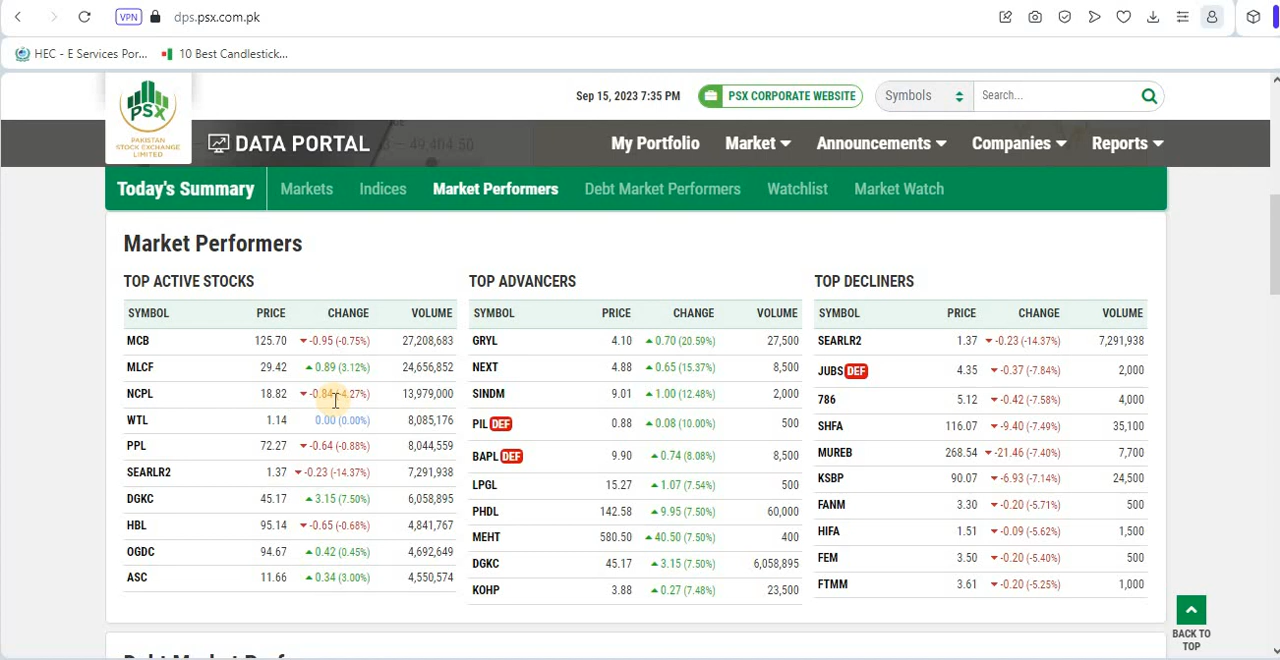 VPN dps.psx.com.pk
HEC - E Services Por... 10 Best Candlestick...
PSX
PAKISTAN
STOCK EXCHANGE
LIMITED
Sep 15, 2023 7:35 PM PSX CORPORATE WEBSITE Symbols Search...
DATA PORTAL 49,404.50 My Portfolio Market Announcements Companies Reports
Today's Summary Markets Indices Market Performers Debt Market Performers Watchlist Market Watch
Market Performers
TOP ACTIVE STOCKS
SYMBOL PRICE CHANGE VOLUME
MCB 125.70 -0.95 (-0.75%) 27,208,683
MLCF 29.42 0.89 (3.12%) 24,656,852
NCPL 18.82 -0.84 (-4.27%) 13,979,000
WTL 1.14 0.00 (0.00%) 8,085,176
PPL 72.27 -0.64 (-0.88%) 8,044,559
SEARLR2 1.37 -0.23 (-14.37%) 7,291,938
DGKC 45.17 3.15 (7.50%) 6,058,895
HBL 95.14 -0.65 (-0.68%) 4,841,767
OGDC 94.67 0.42 (0.45%) 4,692,649
ASC 11.66 0.34 (3.00%) 4,550,574
TOP ADVANCERS
SYMBOL PRICE CHANGE VOLUME
GRYL 4.10 0.70 (20.59%) 27,500
NEXT 4.88 0.65 (15.37%) 8,500
SINDM 9.01 1.00 (12.48%) 2,000
PIL DEF 0.88 0.08 (10.00%) 500
BAPL DEF 9.90 0.74 (8.08%) 8,500
LPGL 15.27 1.07 (7.54%) 500
PHDL 142.58 9.95 (7.50%) 60,000
MEHT 580.50 40.50 (7.50%) 400
DGKC 45.17 3.15 (7.50%) 6,058,895
KOHP 3.88 0.27 (7.48%) 23,500
TOP DECLINERS
SYMBOL PRICE CHANGE VOLUME
SEARLR2 1.37 -0.23 (-14.37%) 7,291,938
JUBS DEF 4.35 -0.37 (-7.84%) 2,000
786 5.12 -0.42 (-7.58%) 4,000
SHFA 116.07 -9.40 (-7.49%) 35,100
MUREB 268.54 -21.46 (-7.40%) 7,700
KSBP 90.07 -6.93 (-7.14%) 24,500
FANM 3.30 -0.20 (-5.71%) 500
HIFA 1.51 -0.09 (-5.62%) 1,500
FEM 3.50 -0.20 (-5.40%) 500
FTMM 3.61 -0.20 (-5.25%) 1,000
BACK TO
TOP